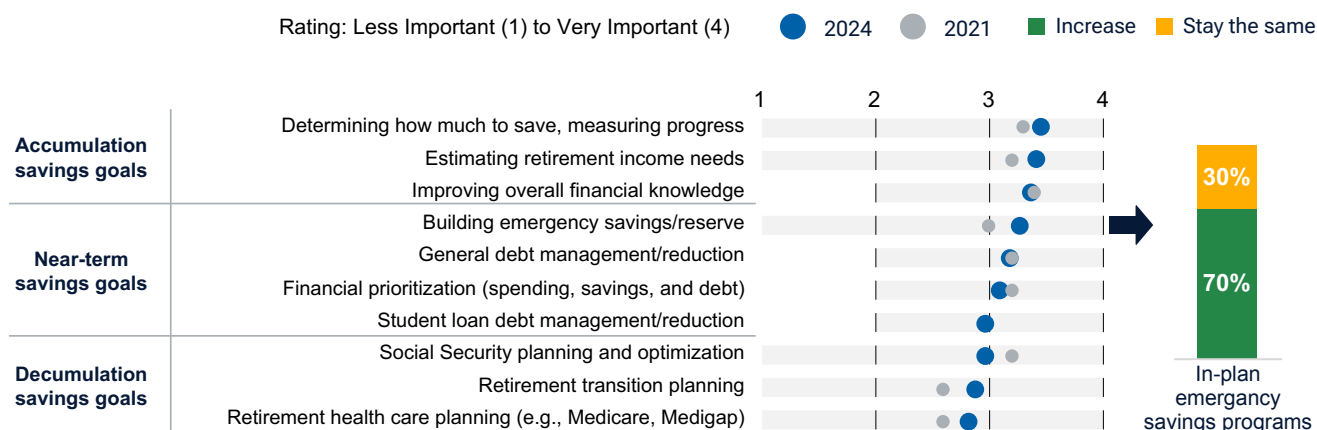 Rating: Less Important (1) to Very Important (4)
2024
2021
Increase
Stay the same
1
2
3
4
Accumulation
savings goals
Determining how much to save, measuring progress
Estimating retirement income needs
Improving overall financial knowledge
Near-term
savings goals
Building emergency savings/reserve
General debt management/reduction
Financial prioritization (spending, savings, and debt)
Student loan debt management/reduction
Decumulation
savings goals
Social Security planning and optimization
Retirement transition planning
Retirement health care planning (e.g., Medicare, Medigap)
30%
70%
In-plan
emergancy
savings programs